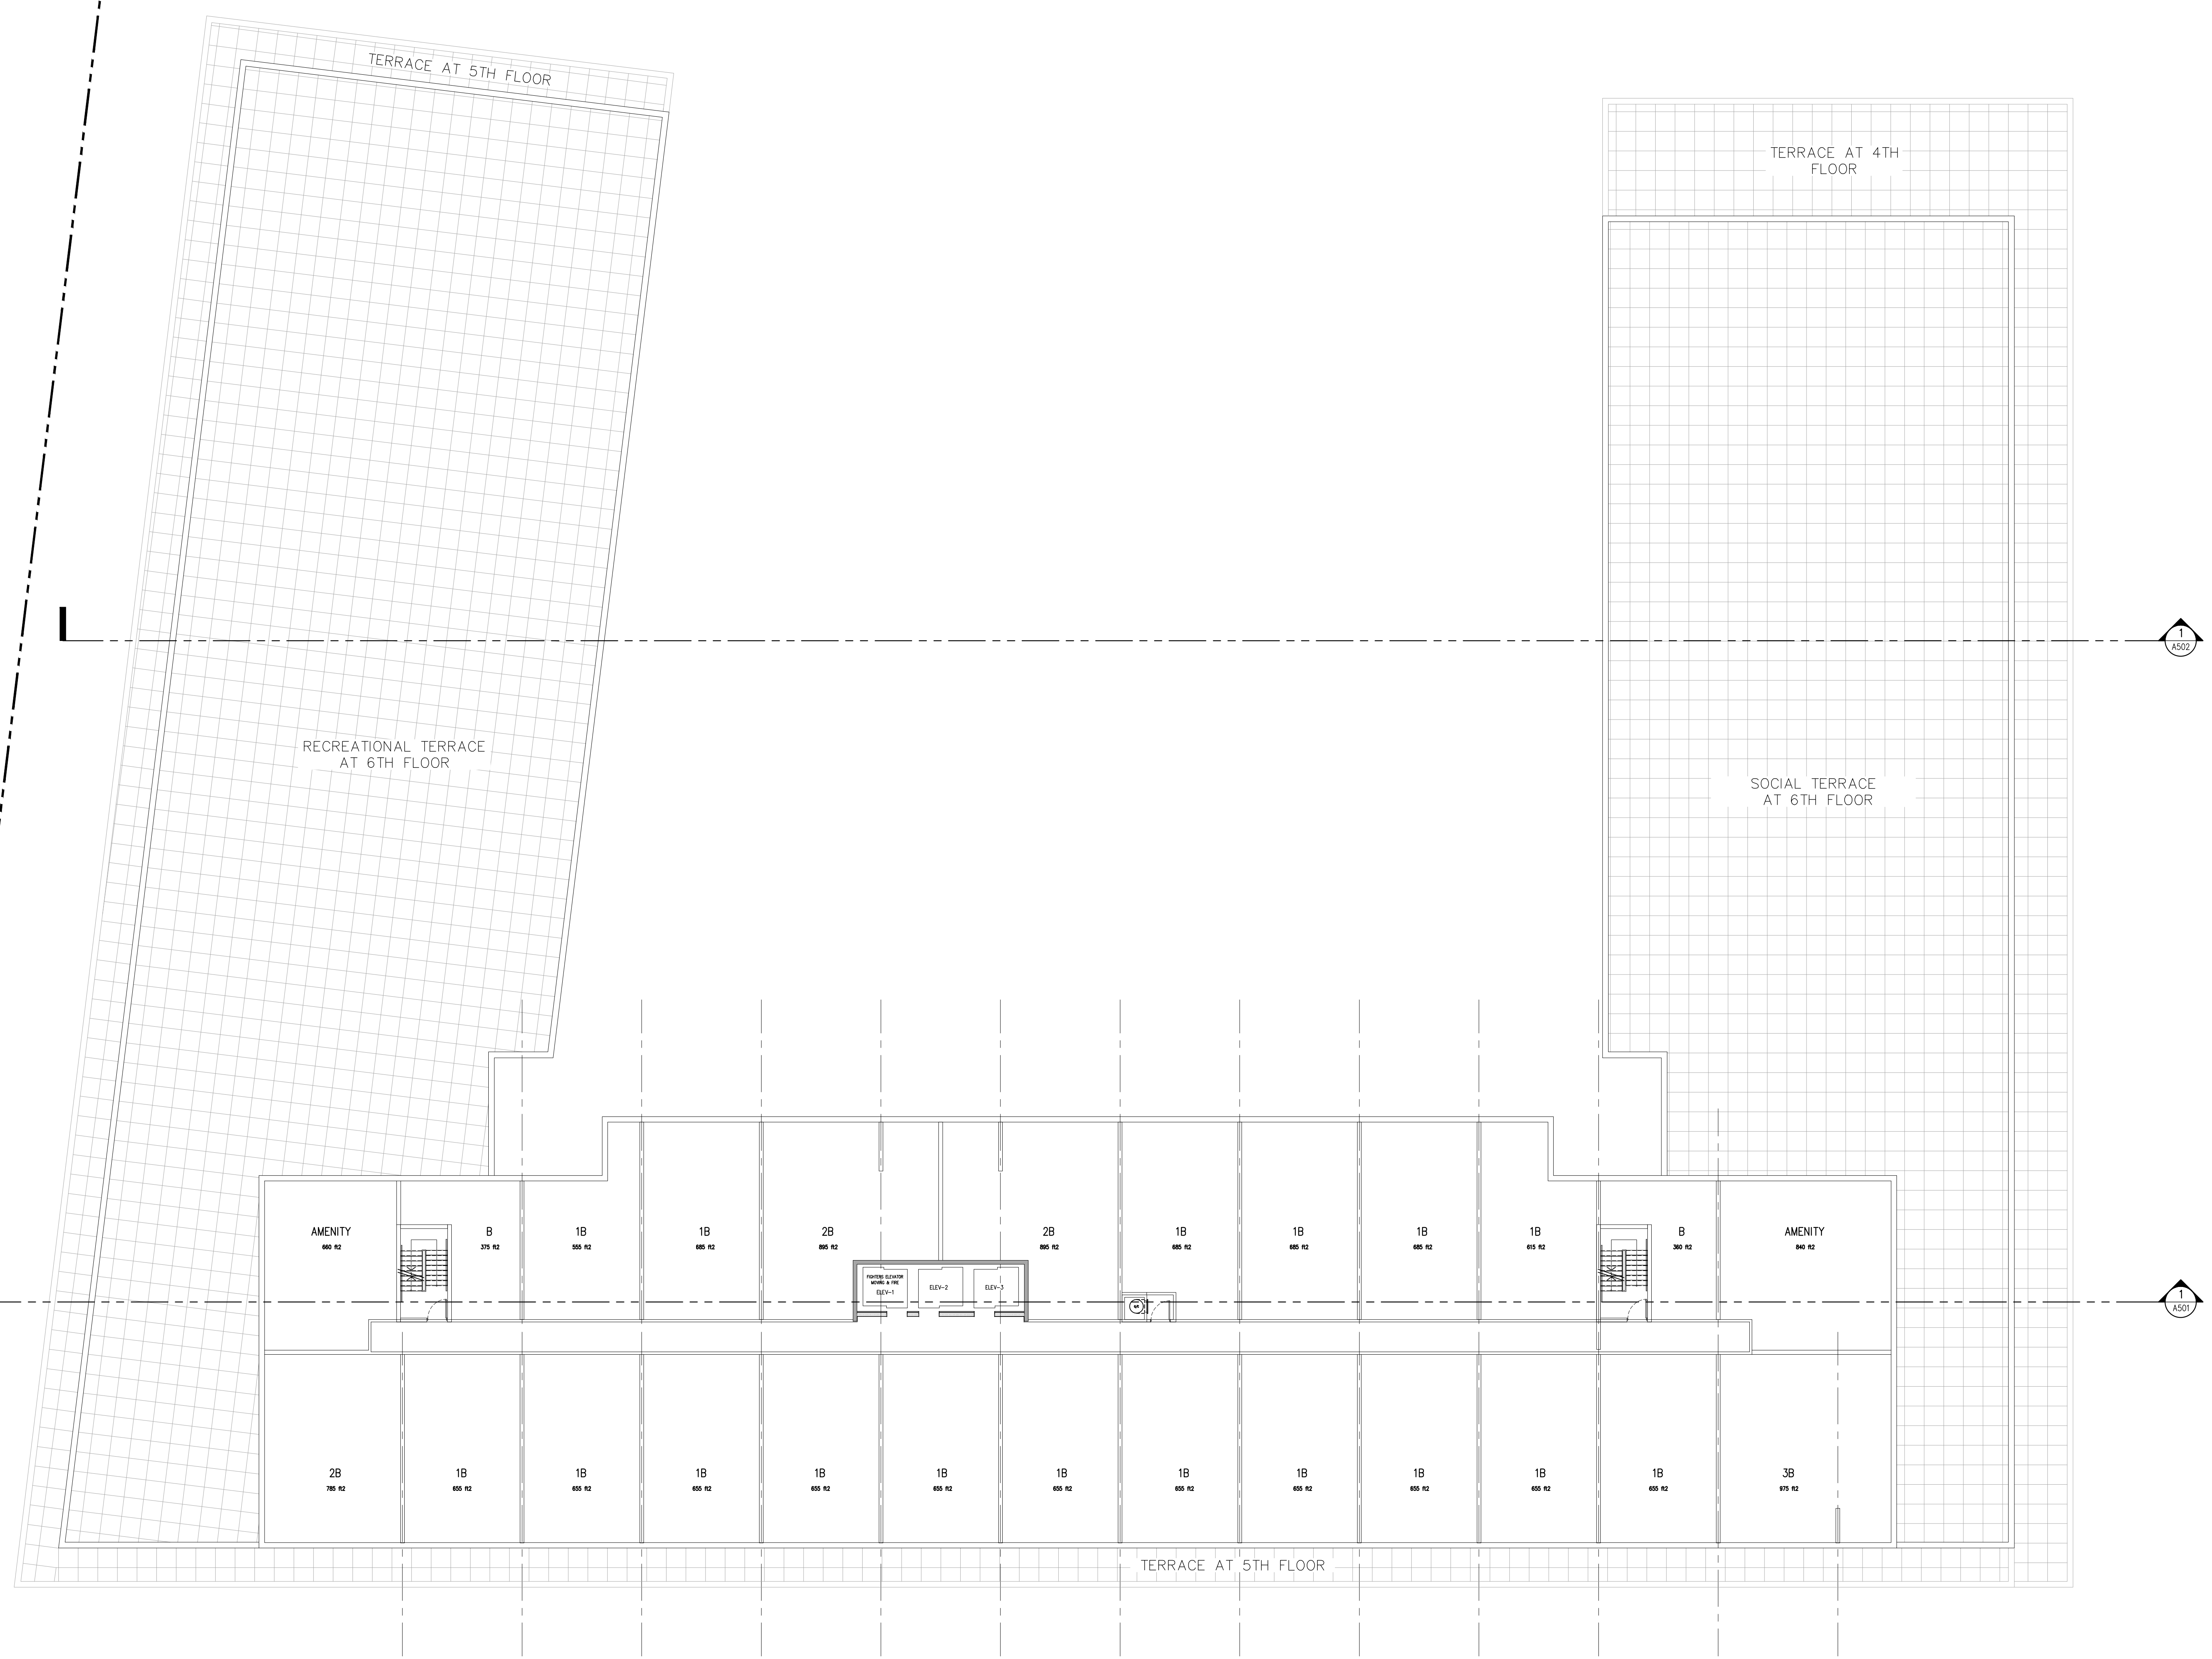 TERRACE AT 5TH FLOOR
TERRACE AT 4TH
FLOOR
1
A502
RECREATIONAL TERRACE
AT 6TH FLOOR
SOCIAL TERRACE
AT 6TH FLOOR
AMENITY
660 ft2
B
375 ft2
1B
555 ft2
1B
685 ft2
2B
895 ft2
2B
895 ft2
1B
685 ft2
1B
685 ft2
1B
685 ft2
1B
615 ft2
B
360 ft2
AMENITY
840 ft2
FIGHTERS ELEVATOR
MOVING & FIRE
ELEV-1
ELEV-2
ELEV-3
1
A501
2B
785 ft2
1B
655 ft2
1B
655 ft2
1B
655 ft2
1B
655 ft2
1B
655 ft2
1B
655 ft2
1B
655 ft2
1B
655 ft2
1B
655 ft2
1B
655 ft2
1B
655 ft2
3B
975 ft2
TERRACE AT 5TH FLOOR